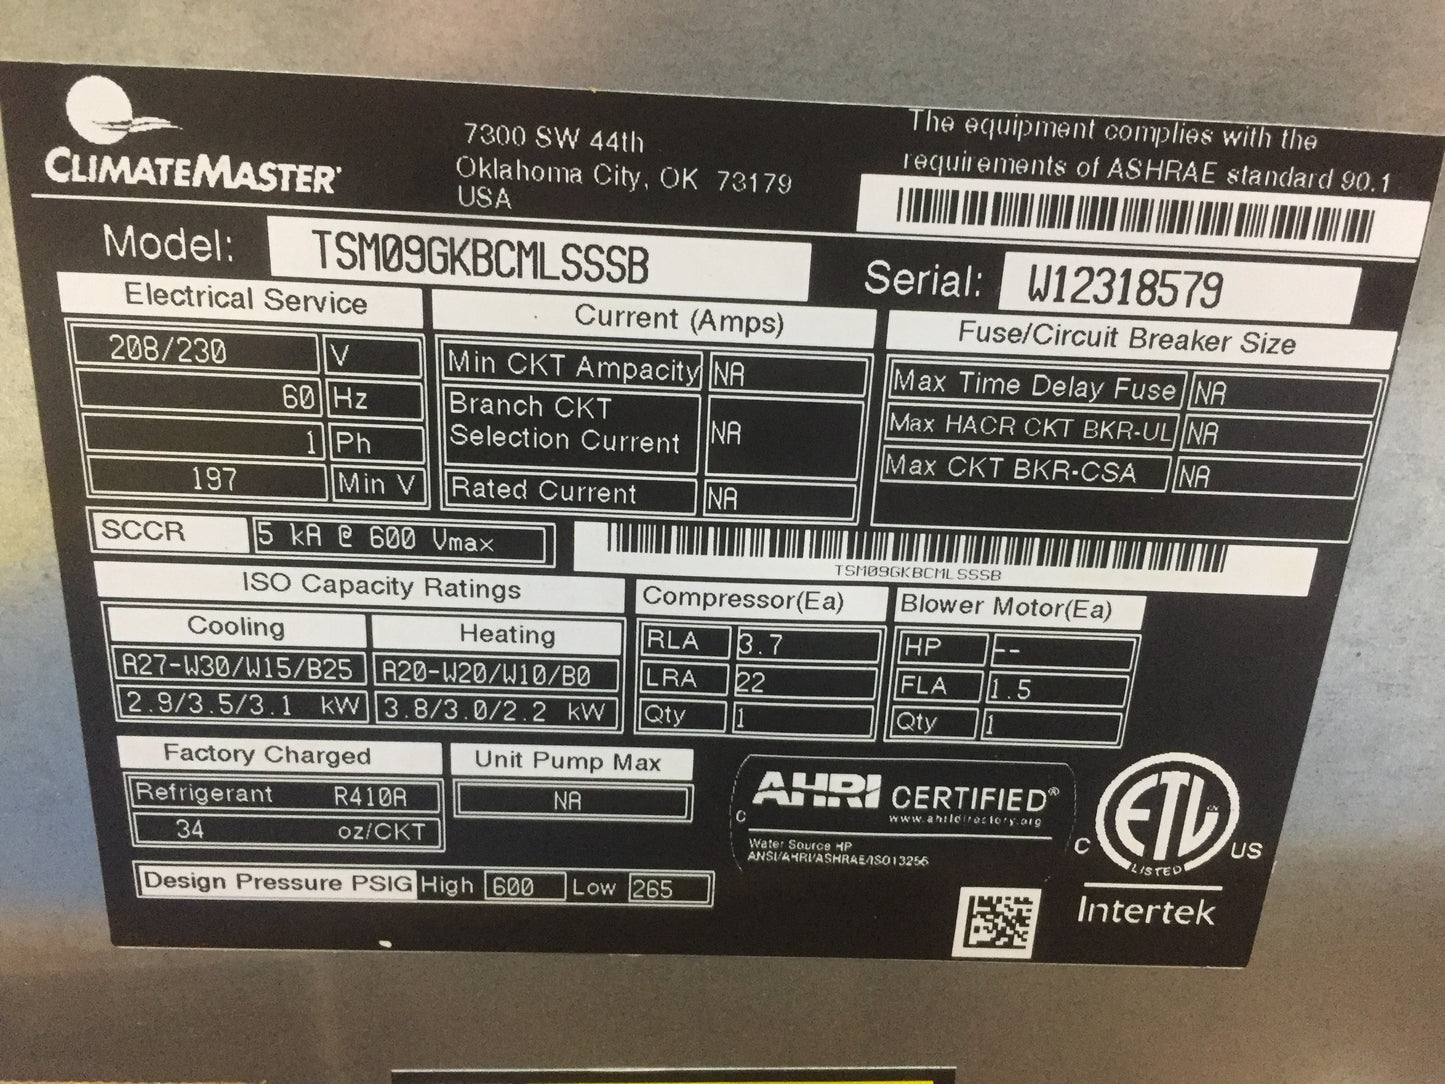 CLIMATEMASTER
7300 SW 44th
Oklahoma City, OK 73179
USA
The equipment complies with the
requirements of ASHRAE standard 90.1
Model: TSM09GKBCMLSSSB
Serial: W12318579
Electrical Service
208/230 V
60 Hz
1 Ph
197 Min V
Current (Amps)
Min CKT Ampacity NA
Branch CKT
Selection Current NA
Rated Current NA
Fuse/Circuit Breaker Size
Max Time Delay Fuse NA
Max HACR CKT BKR-UL NA
Max CKT BKR-CSA NA
SCCR 5 kA @ 600 Vmax
TSM09GKBCMLSSSB
ISO Capacity Ratings
Cooling Heating
A27-W30/W15/B25 A20-W20/W10/B0
2.9/3.5/3.1 kW 3.8/3.0/2.2 kW
Compressor(Ea)
RLA 3.7
LRA 22
Qty 1
Blower Motor(Ea)
HP --
FLA 1.5
Qty 1
Factory Charged
Refrigerant R410A
34 oz/CKT
Unit Pump Max
NA
Design Pressure PSIG High 600 Low 265
C AHRI CERTIFIED®
www.ahridirectory.org
Water Source HP
ANSI/AHRI/ASHRAE/ISO13256
C ETL US
LISTED
Intertek